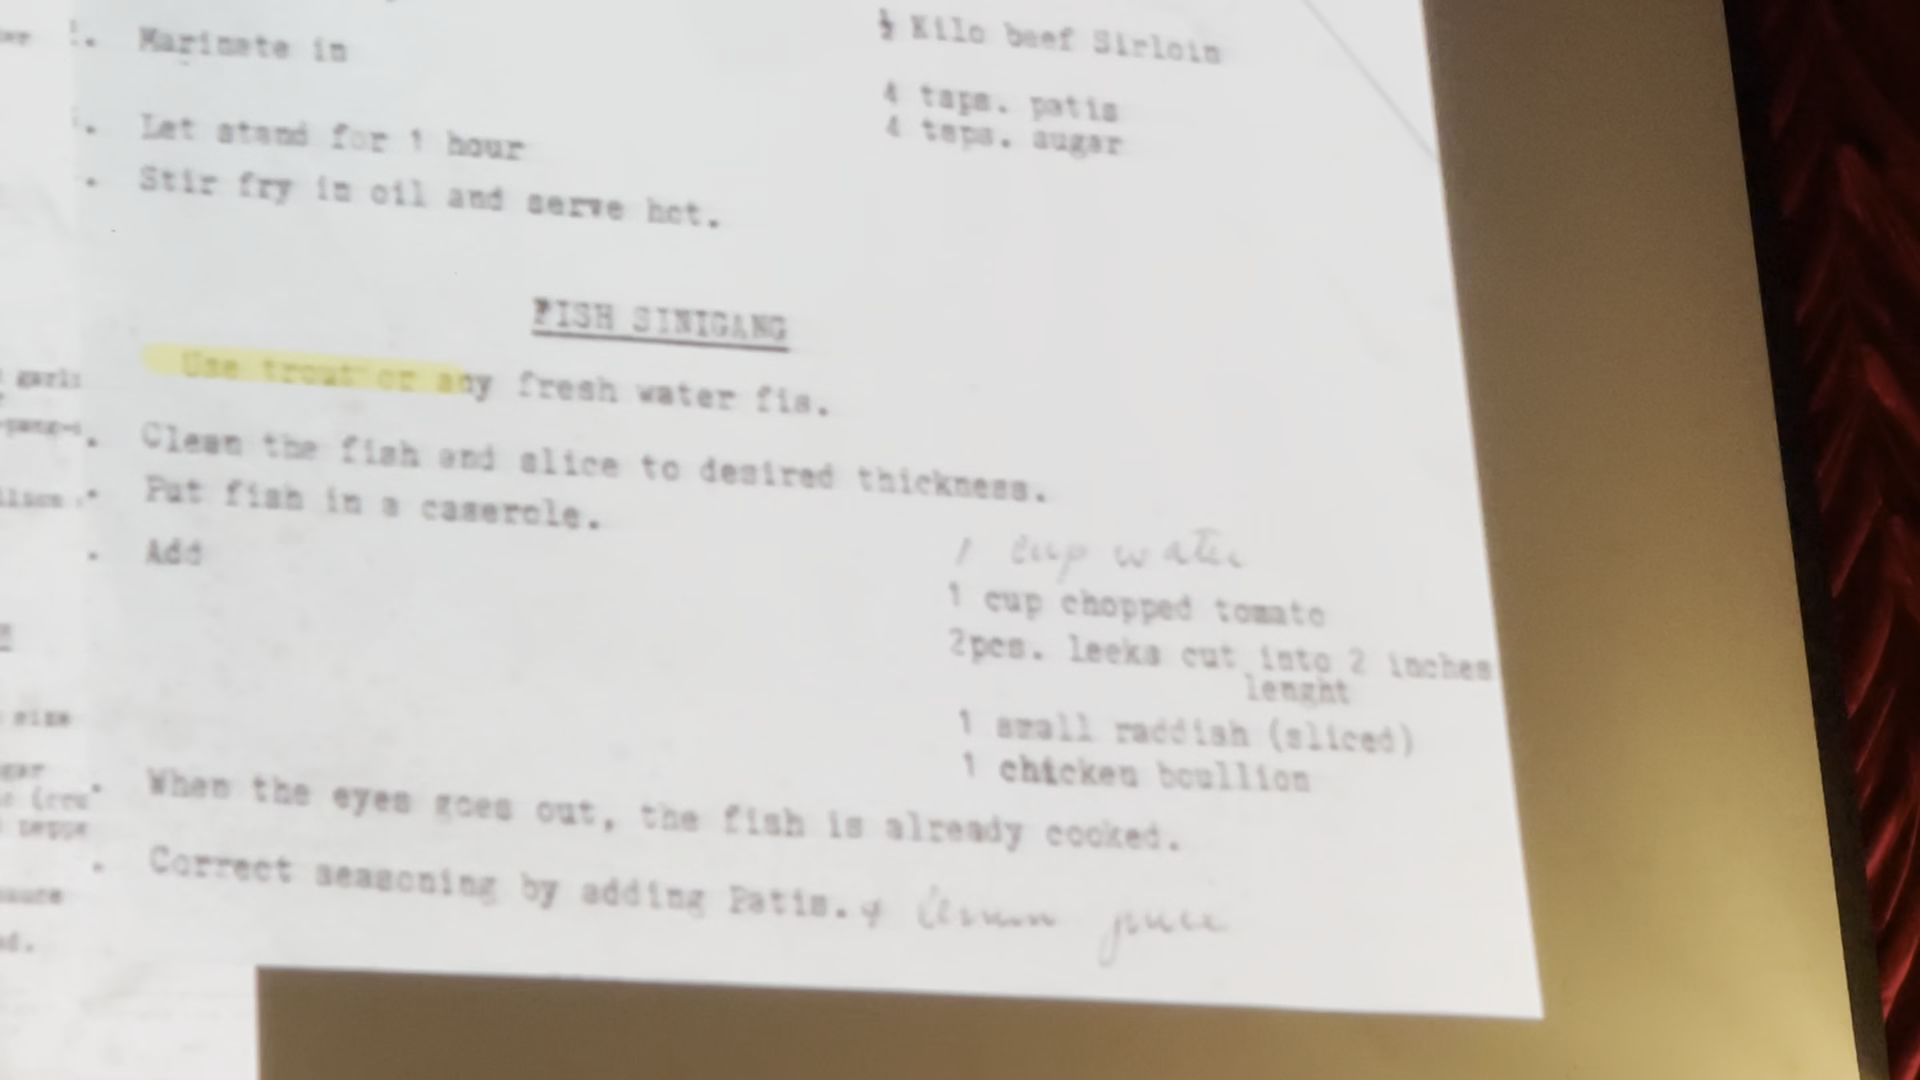 Marinate in
½ Kilo beef Sirloin
4 tsps. patis
4 tsps. sugar
Let stand for 1 hour
Stir fry in oil and serve hot.
FISH SINIGANG
Use trout or any fresh water fis.
Clean the fish and slice to desired thickness.
Put fish in a caserole.
Add
1 cup water
1 cup chopped tomato
2pcs. leeks cut into 2 inches
lenght
1 small raddish (sliced)
1 chicken boullion
When the eyes goes out, the fish is already cooked.
Correct seasoning by adding Patis. & lemon juice
size
sauce